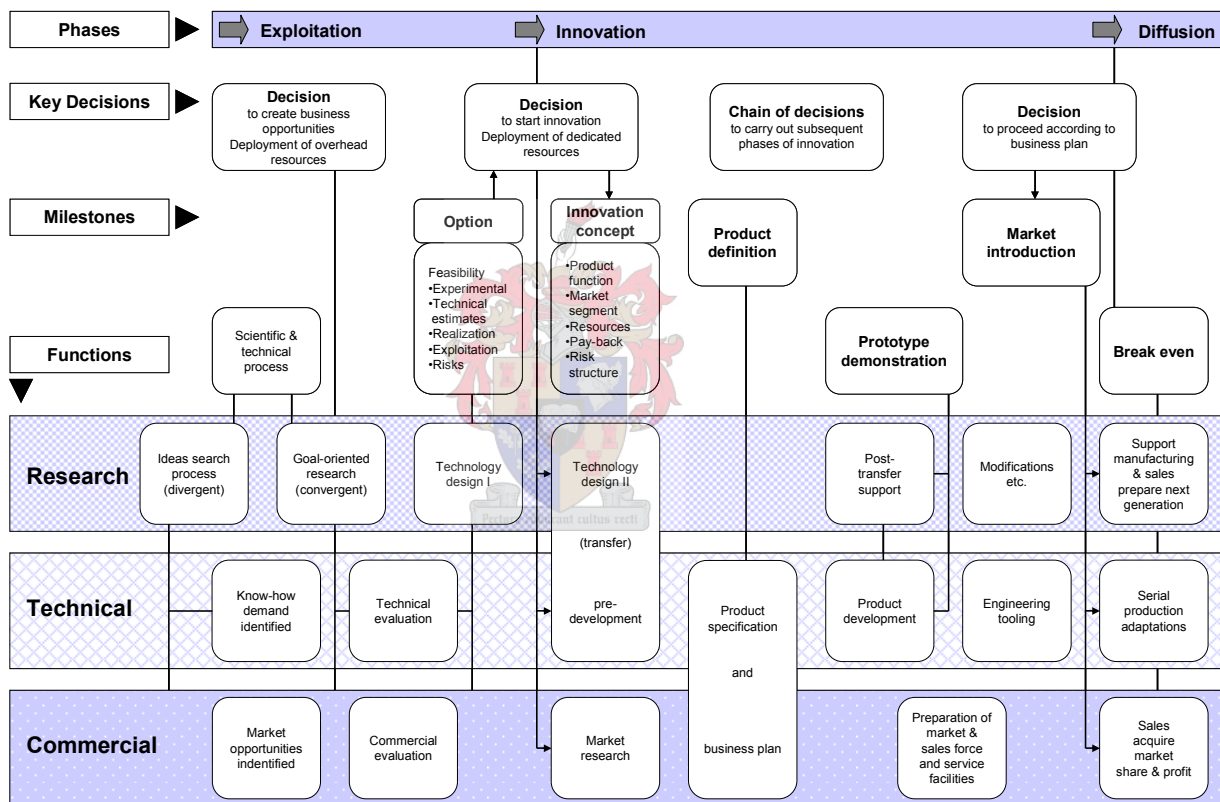 Phases
Exploitation
Innovation
Diffusion
Key Decisions
Decision
to create business
opportunities
Deployment of overhead
resources
Decision
to start innovation
Deployment of dedicated
resources
Chain of decisions
to carry out subsequent
phases of innovation
Decision
to proceed according to
business plan
Milestones
Option
Feasibility
•Experimental
•Technical
estimates
•Realization
•Exploitation
•Risks
Innovation
concept
•Product
function
•Market
segment
•Resources
•Pay-back
•Risk
structure
Product
definition
Market
introduction
Functions
Scientific &
technical
process
Prototype
demonstration
Break even
Research
Ideas search
process
(divergent)
Goal-oriented
research
(convergent)
Technology
design I
Technology
design II
(transfer)
pre-
development
Post-
transfer
support
Modifications
etc.
Support
manufacturing
& sales
prepare next
generation
Pectora roborant cultus recti
Technical
Know-how
demand
identified
Technical
evaluation
Product
specification
and
business plan
Product
development
Engineering
tooling
Serial
production
adaptations
Commercial
Market
opportunities
indentified
Commercial
evaluation
Market
research
Preparation of
market &
sales force
and service
facilities
Sales
acquire
market
share & profit